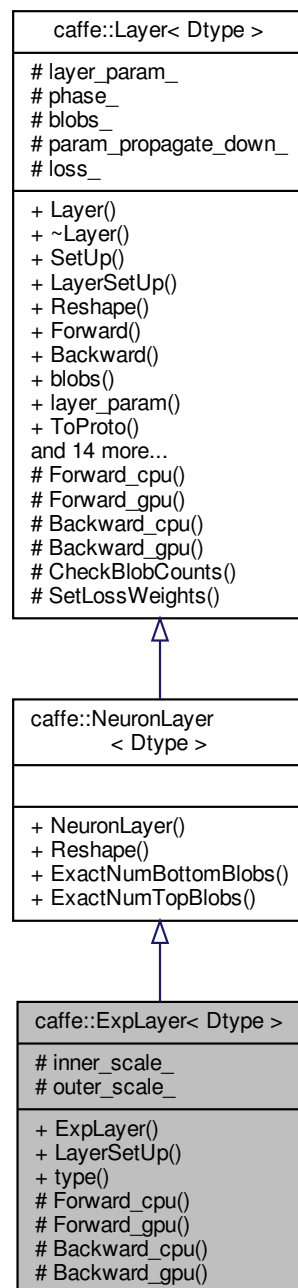 caffe::Layer< Dtype >
# layer_param_
# phase_
# blobs_
# param_propagate_down_
# loss_
+ Layer()
+ ~Layer()
+ SetUp()
+ LayerSetUp()
+ Reshape()
+ Forward()
+ Backward()
+ blobs()
+ layer_param()
+ ToProto()
and 14 more...
# Forward_cpu()
# Forward_gpu()
# Backward_cpu()
# Backward_gpu()
# CheckBlobCounts()
# SetLossWeights()
caffe::NeuronLayer
< Dtype >
+ NeuronLayer()
+ Reshape()
+ ExactNumBottomBlobs()
+ ExactNumTopBlobs()
caffe::ExpLayer< Dtype >
# inner_scale_
# outer_scale_
+ ExpLayer()
+ LayerSetUp()
+ type()
# Forward_cpu()
# Forward_gpu()
# Backward_cpu()
# Backward_gpu()